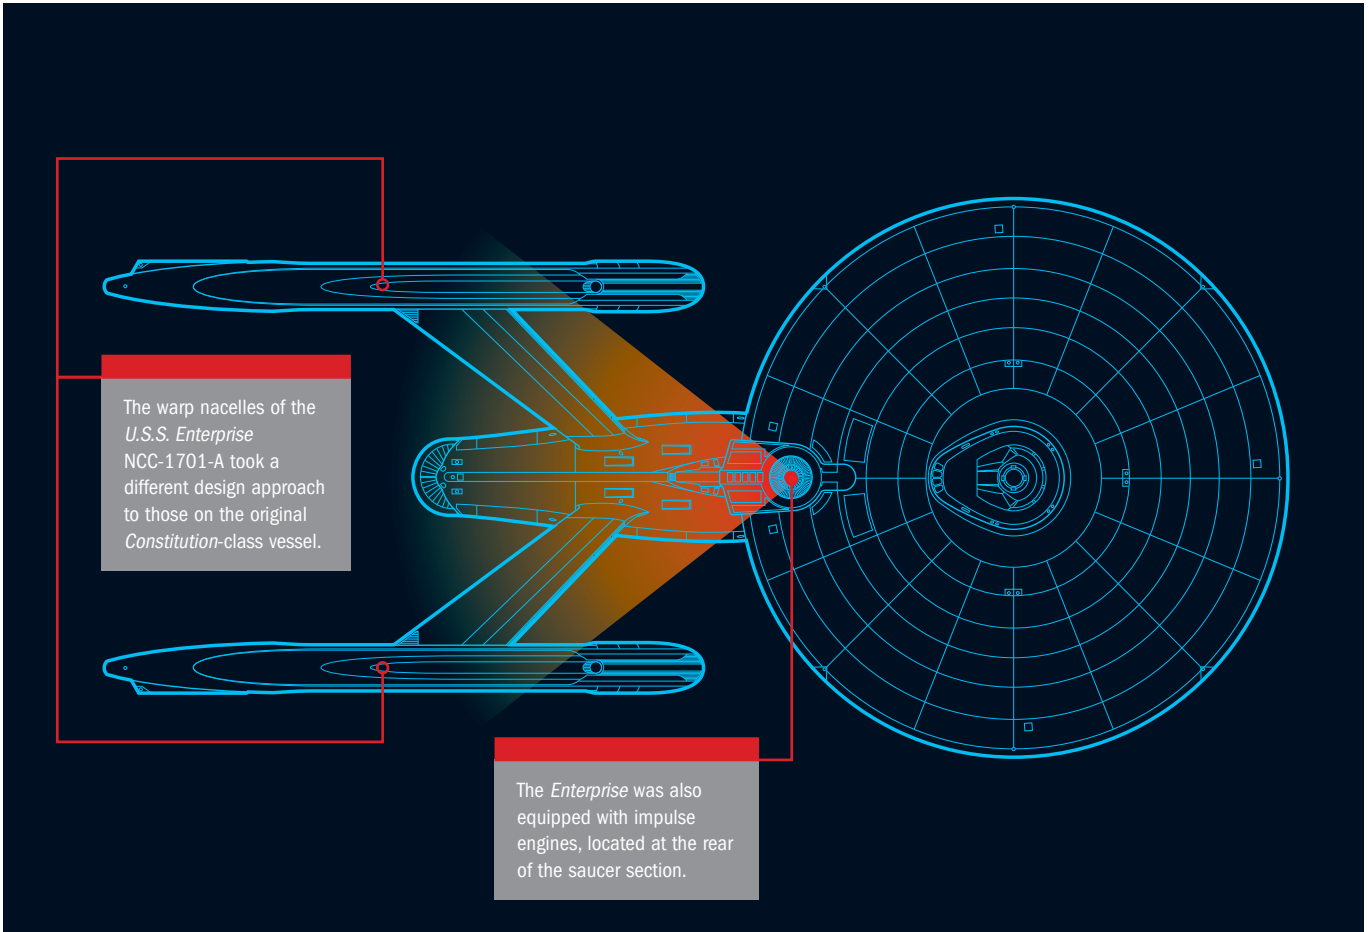 The warp nacelles of the
U.S.S. Enterprise
NCC-1701-A took a
different design approach
to those on the original
Constitution-class vessel.
The Enterprise was also
equipped with impulse
engines, located at the rear
of the saucer section.